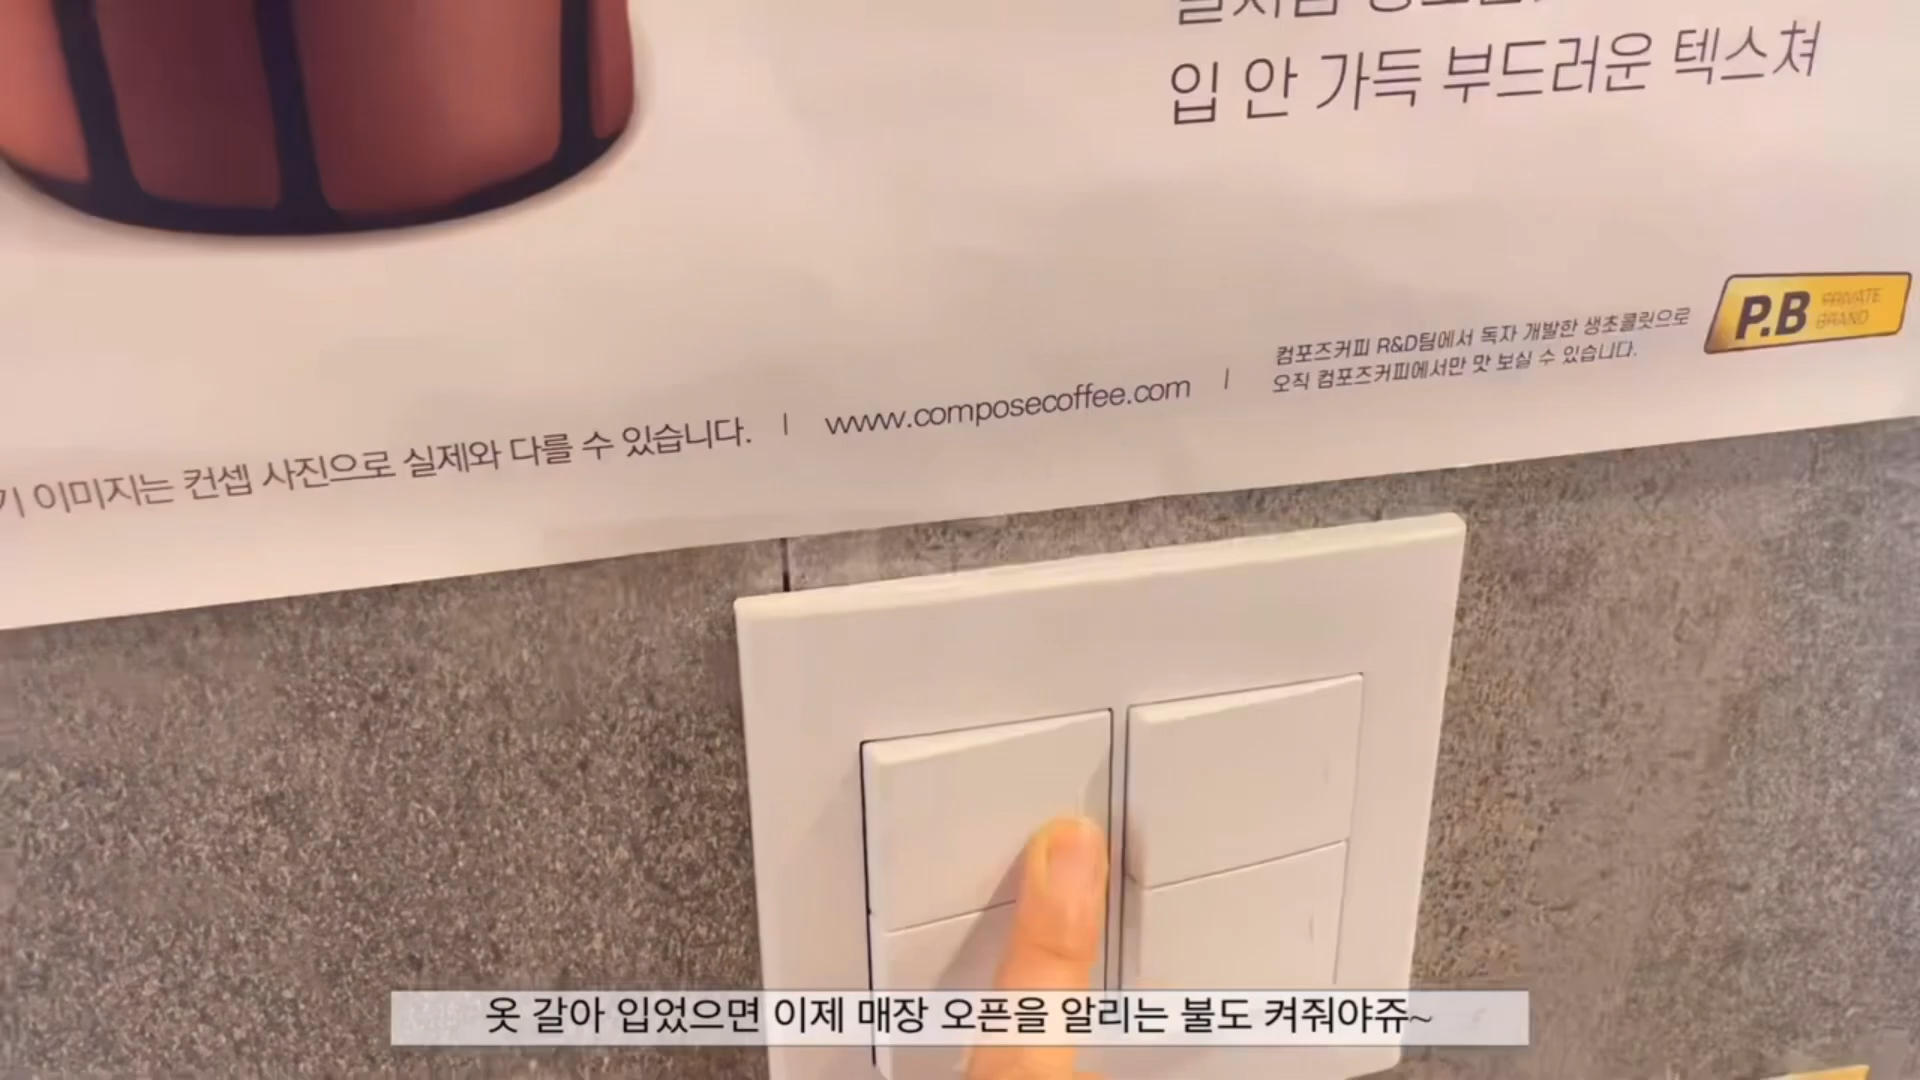 입 안 가득 부드러운 텍스쳐
P.B PRIVATE BRAND
컴포즈커피 R&D팀에서 독자 개발한 생초콜릿으로
오직 컴포즈커피에서만 맛 보실 수 있습니다.
이미지는 컨셉 사진으로 실제와 다를 수 있습니다. | www.composecoffee.com |
옷 갈아 입었으면 이제 매장 오픈을 알리는 불도 켜줘야쥬~